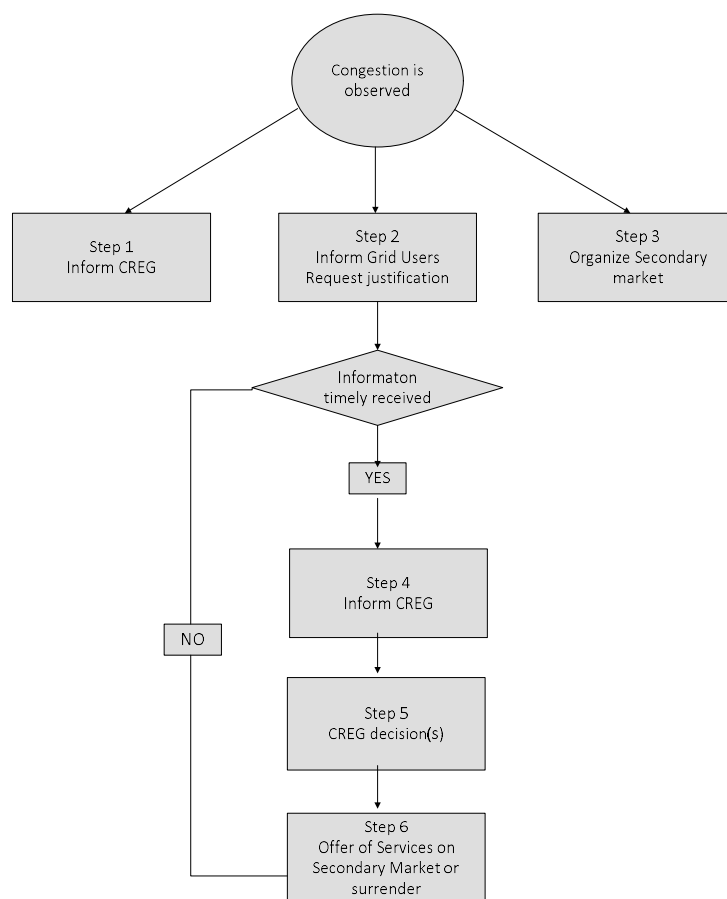 Congestion is
observed
Step 1
Inform CREG
Step 2
Inform Grid Users
Request justification
Step 3
Organize Secondary
market
Informaton
timely received
YES
Step 4
Inform CREG
NO
Step 5
CREG decision(s)
Step 6
Offer of Services on
Secondary Market or
surrender